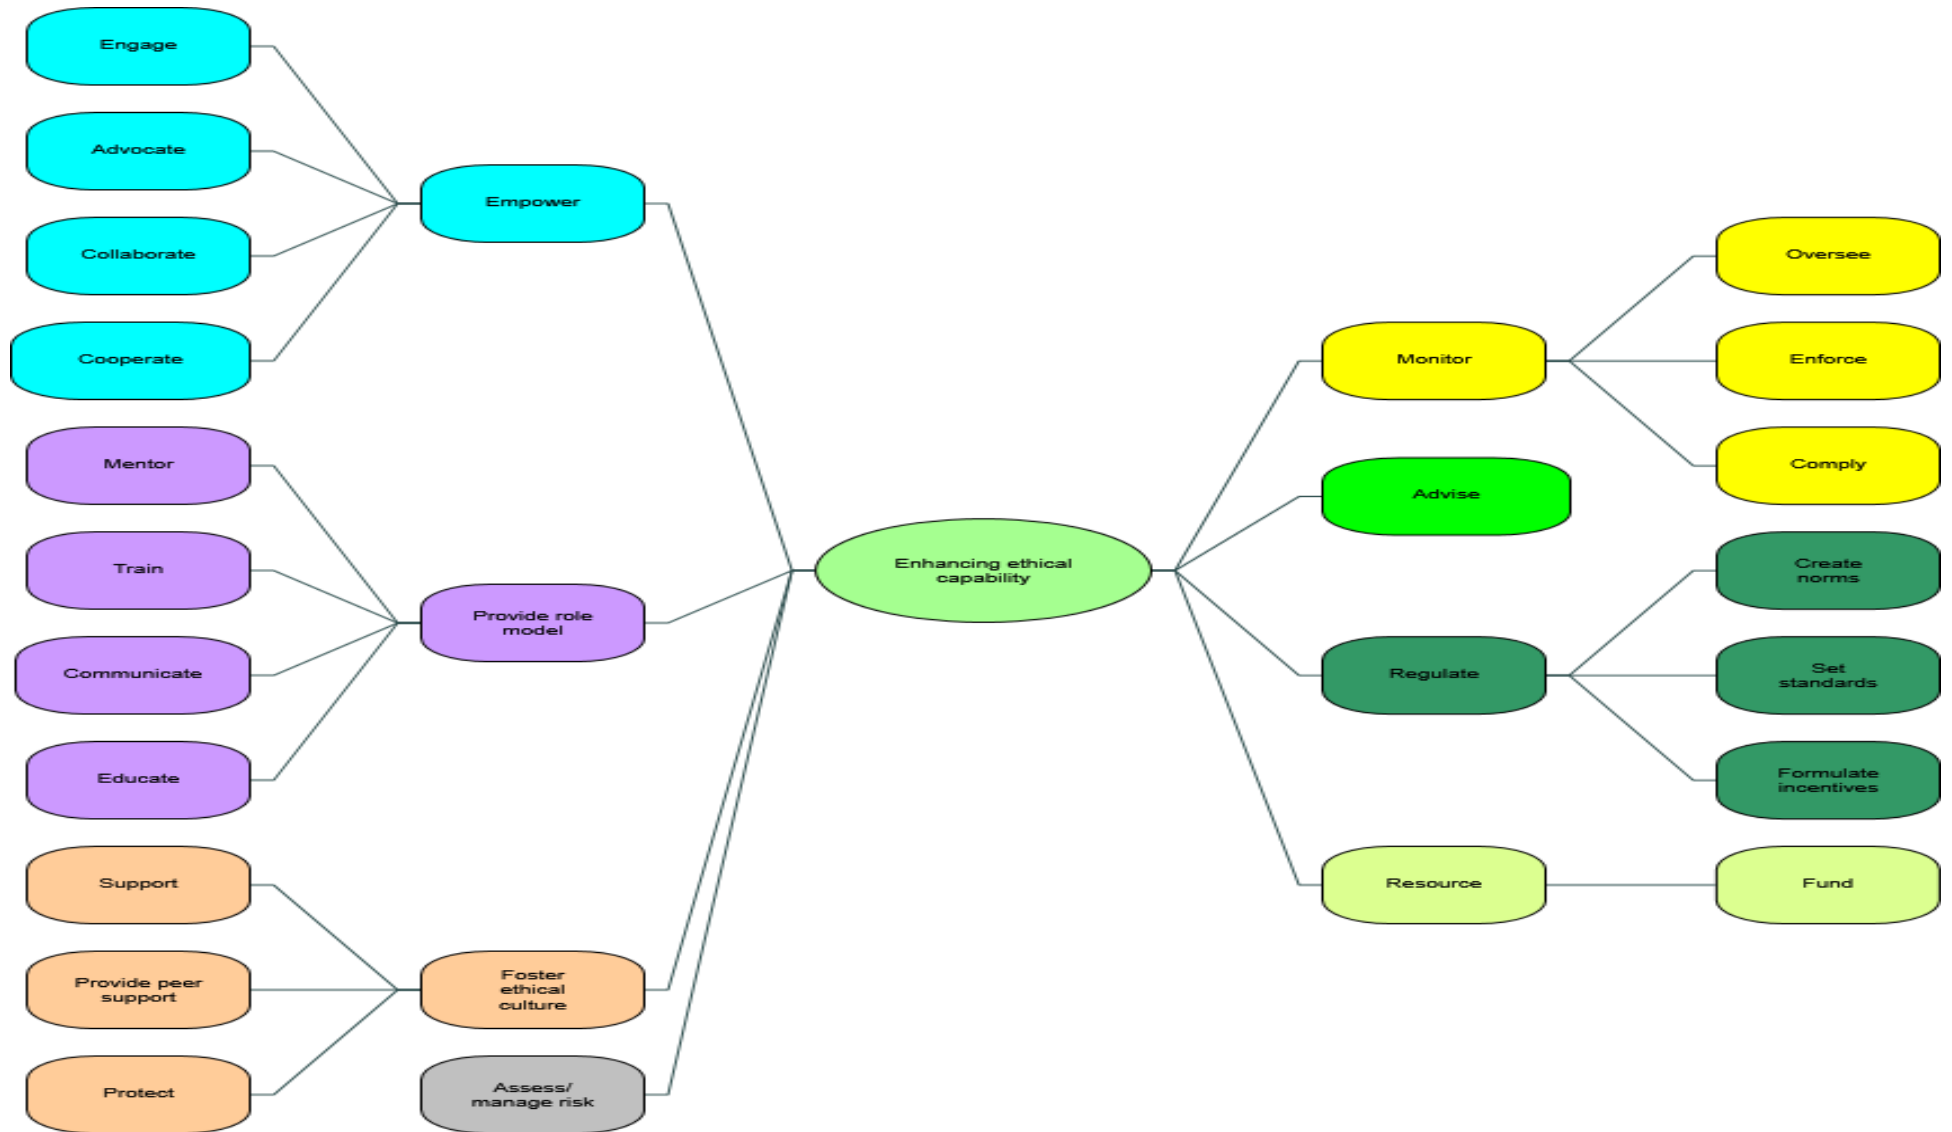 Engage
Advocate
Collaborate
Cooperate
Empower
Mentor
Train
Communicate
Educate
Provide role
model
Support
Provide peer
support
Protect
Foster
ethical
culture
Assess/
manage risk
Enhancing ethical
capability
Monitor
Oversee
Enforce
Comply
Advise
Regulate
Create
norms
Set
standards
Formulate
incentives
Resource
Fund